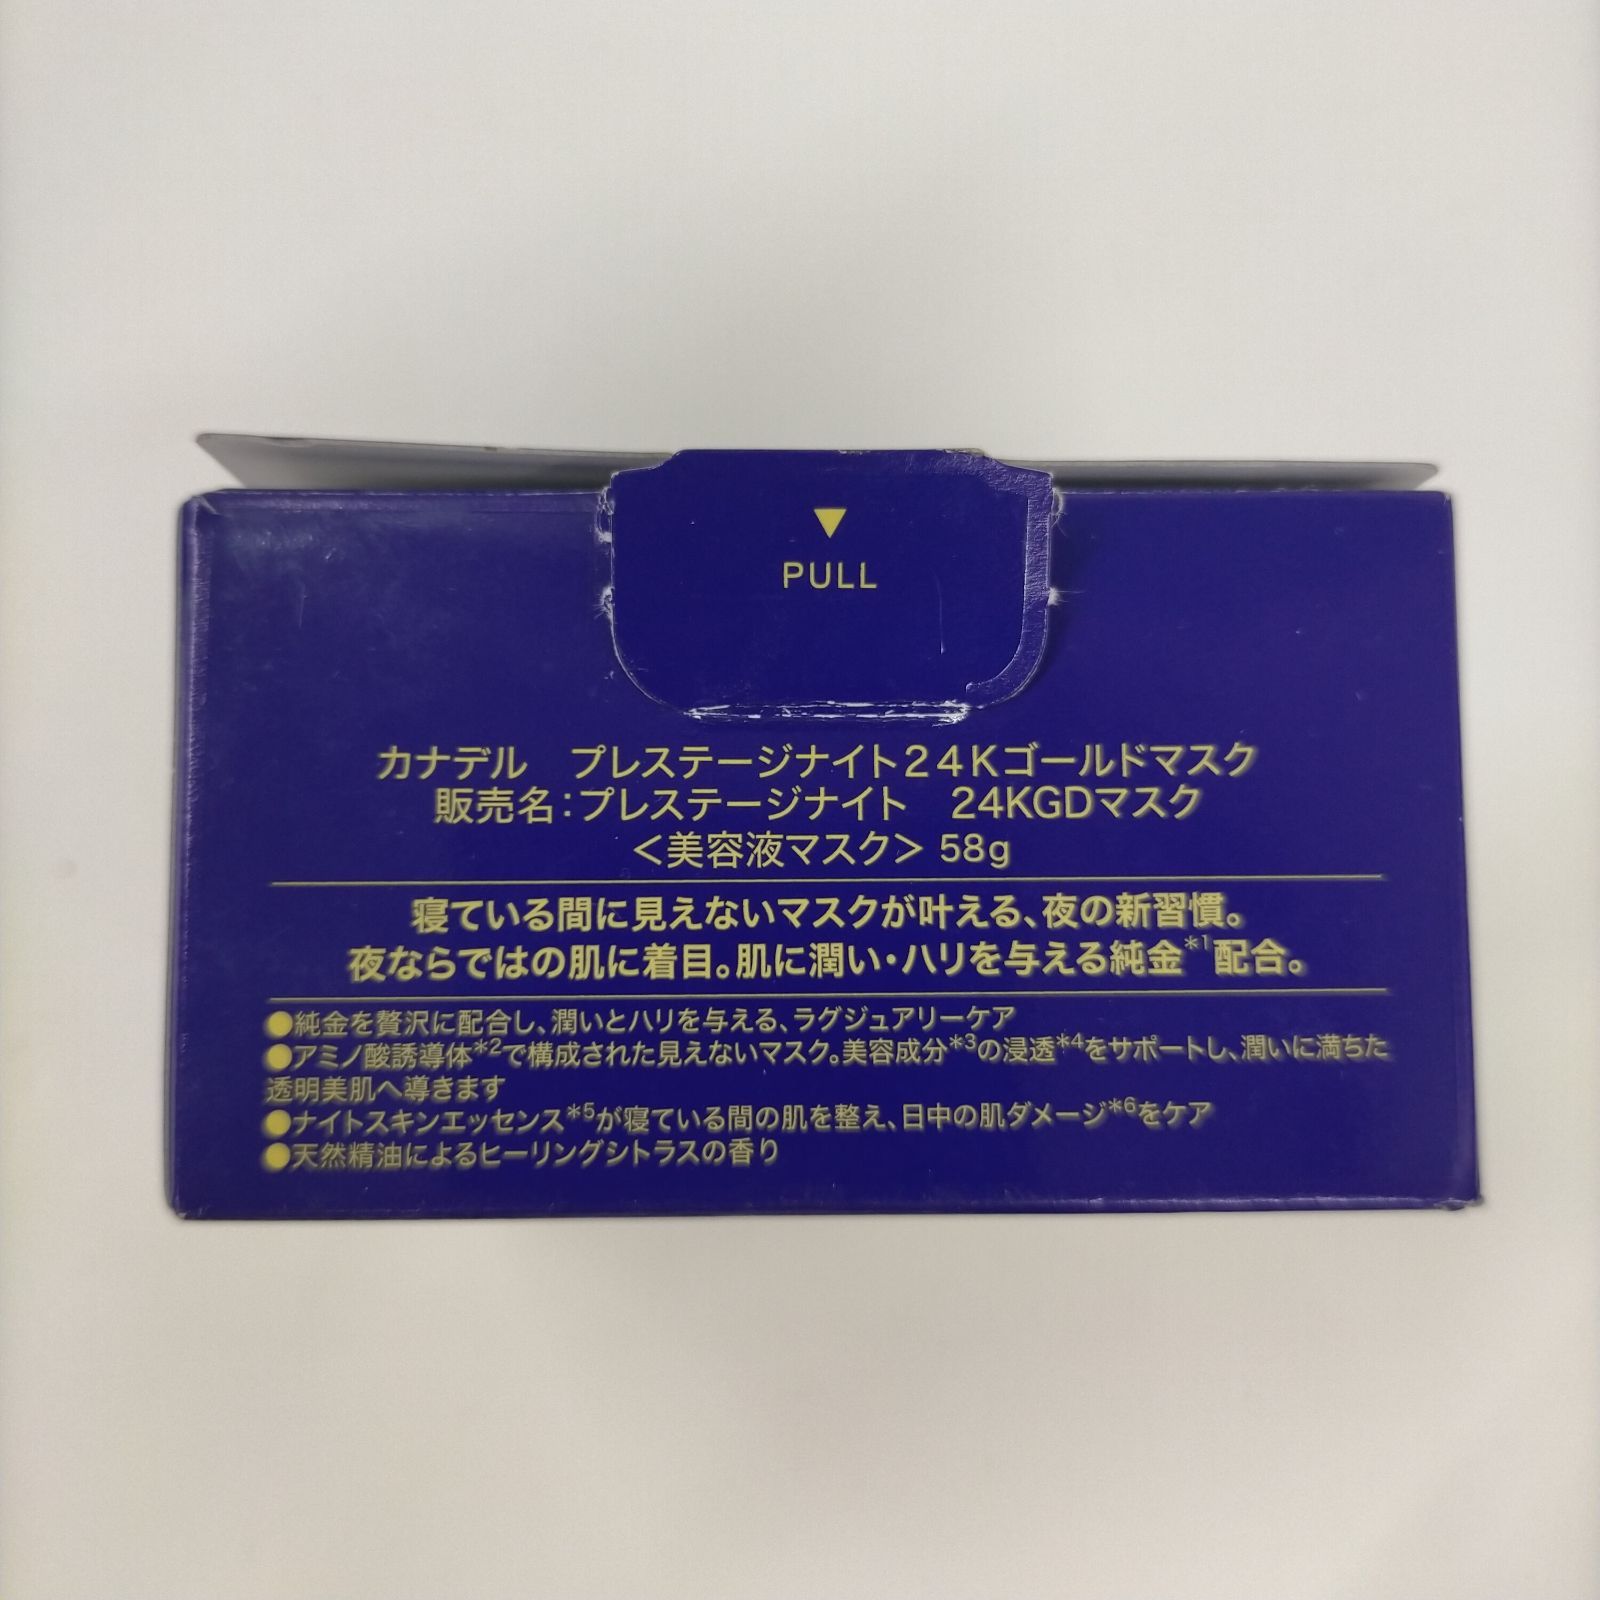 ▼
PULL
カナデル　プレステージナイト24Kゴールドマスク
販売名：プレステージナイト　24KGDマスク
＜美容液マスク＞ 58g
寝ている間に見えないマスクが叶える、夜の新習慣。
夜ならではの肌に着目。肌に潤い・ハリを与える純金*1配合。
●純金を贅沢に配合し、潤いとハリを与える、ラグジュアリーケア
●アミノ酸誘導体*2で構成された見えないマスク。美容成分*3の浸透*4をサポートし、潤いに満ちた
透明美肌へ導きます
●ナイトスキンエッセンス*5が寝ている間の肌を整え、日中の肌ダメージ*6をケア
●天然精油によるヒーリングシトラスの香り